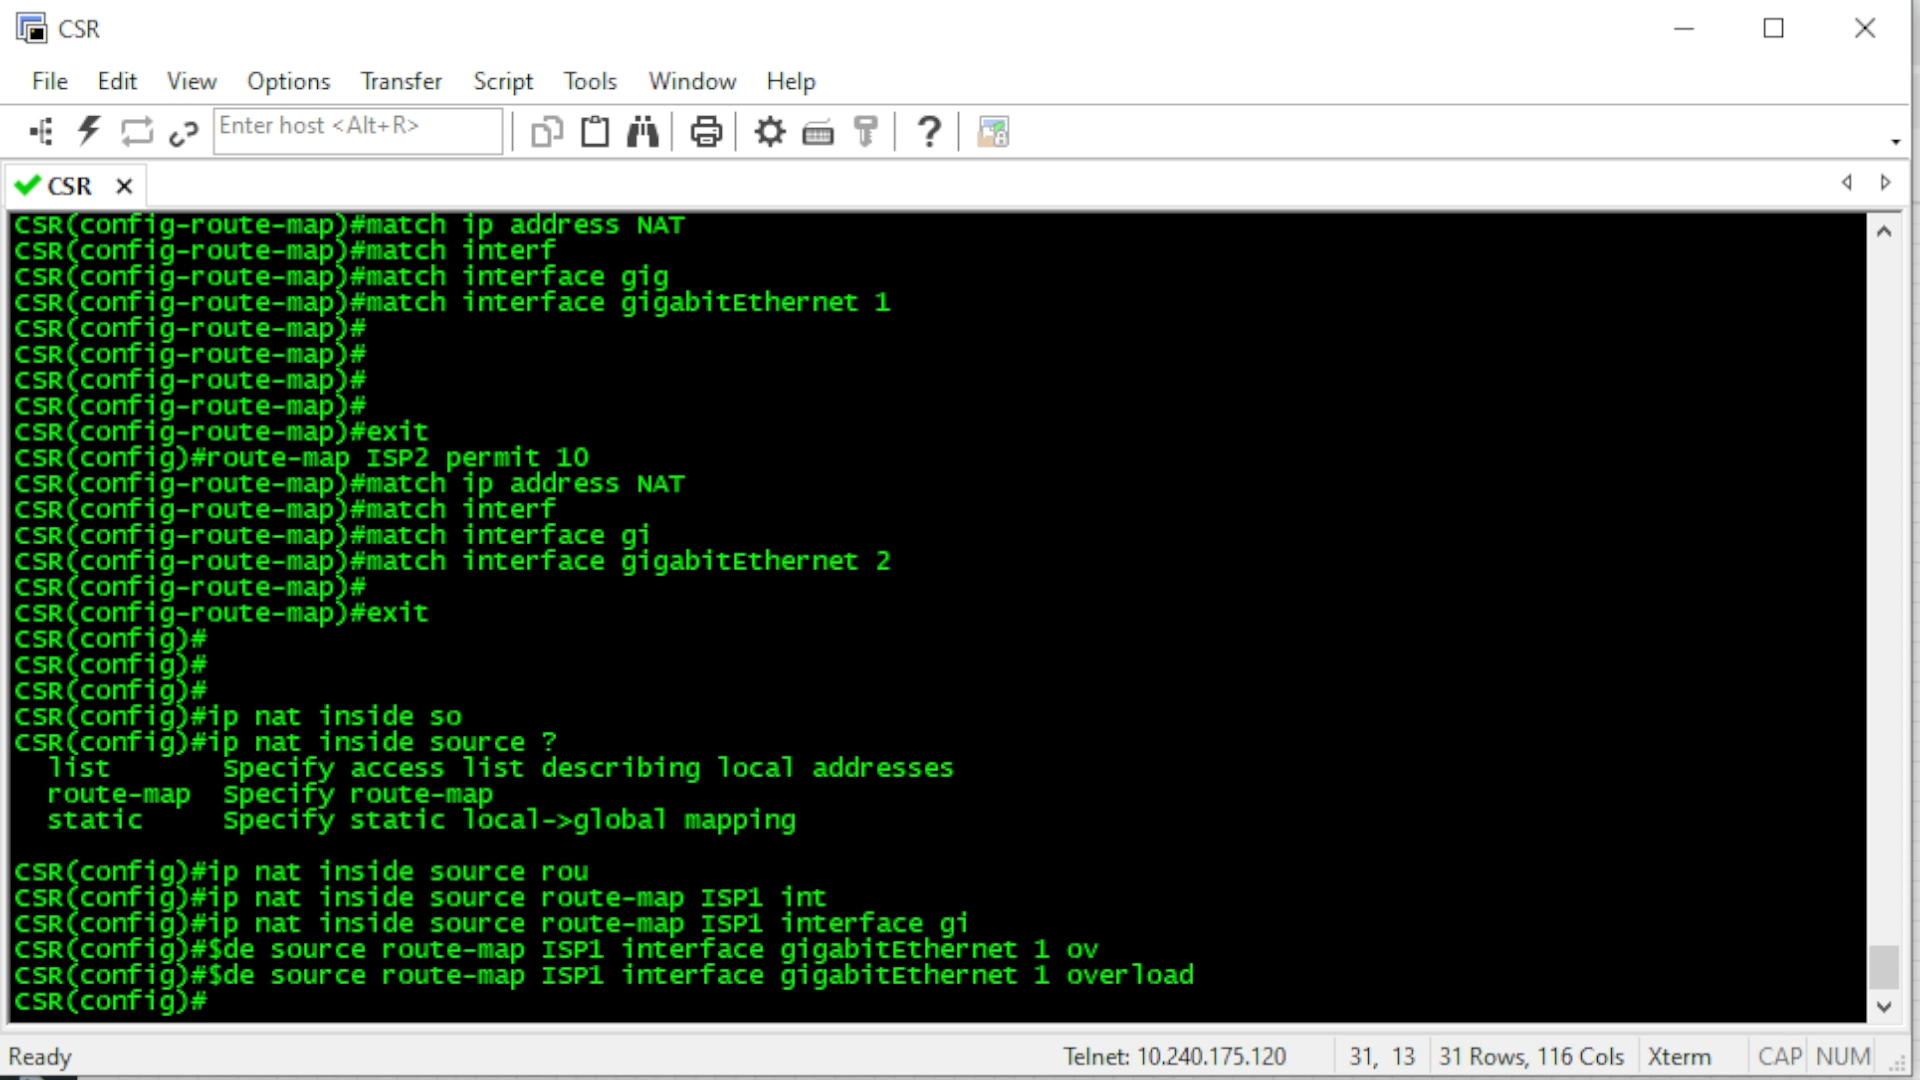 CSR
File Edit View Options Transfer Script Tools Window Help
Enter host <Alt+R>
CSR
CSR(config-route-map)#match ip address NAT
CSR(config-route-map)#match interf
CSR(config-route-map)#match interface gig
CSR(config-route-map)#match interface gigabitEthernet 1
CSR(config-route-map)#
CSR(config-route-map)#
CSR(config-route-map)#
CSR(config-route-map)#
CSR(config-route-map)#exit
CSR(config)#route-map ISP2 permit 10
CSR(config-route-map)#match ip address NAT
CSR(config-route-map)#match interf
CSR(config-route-map)#match interface gi
CSR(config-route-map)#match interface gigabitEthernet 2
CSR(config-route-map)#
CSR(config-route-map)#exit
CSR(config)#
CSR(config)#
CSR(config)#
CSR(config)#ip nat inside so
CSR(config)#ip nat inside source ?
list Specify access list describing local addresses
route-map Specify route-map
static Specify static local->global mapping
CSR(config)#ip nat inside source rou
CSR(config)#ip nat inside source route-map ISP1 int
CSR(config)#ip nat inside source route-map ISP1 interface gi
CSR(config)#$de source route-map ISP1 interface gigabitEthernet 1 ov
CSR(config)#$de source route-map ISP1 interface gigabitEthernet 1 overload
CSR(config)#
Ready Telnet: 10.240.175.120 31, 13 31 Rows, 116 Cols Xterm CAP NUM